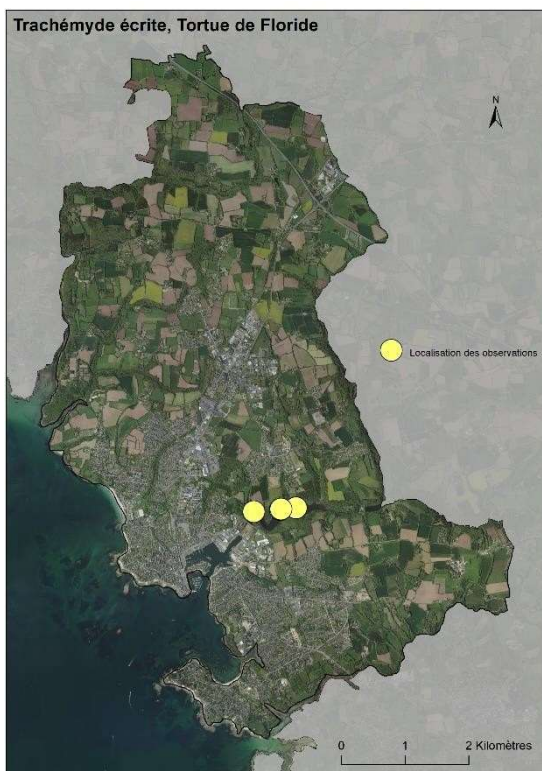 Trachémyde écrite, Tortue de Floride
N
Localisation des observations
0 1 2 Kilomètres